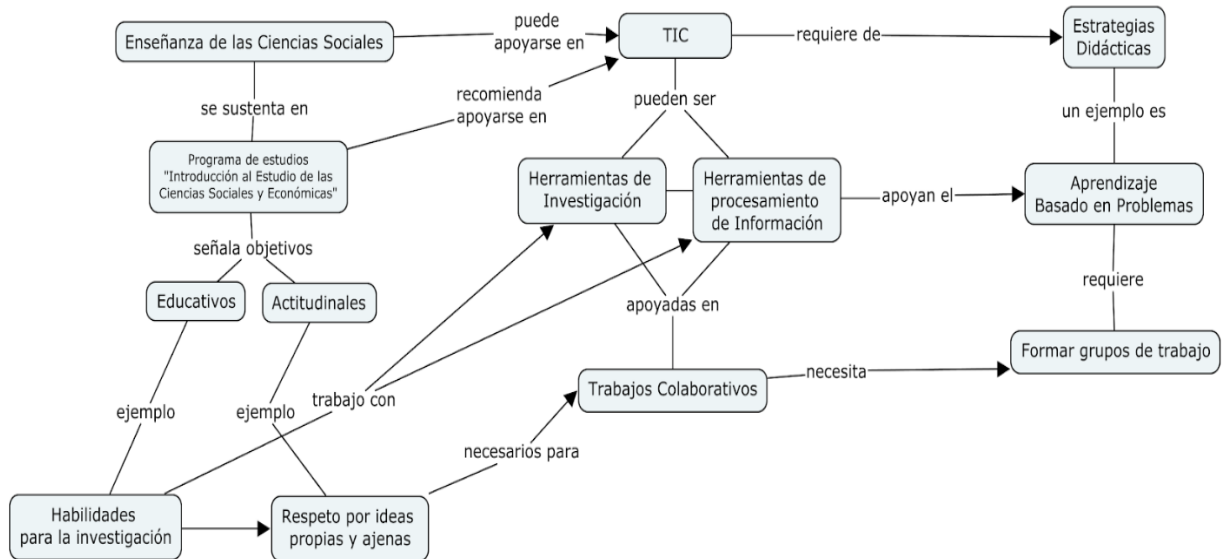 Enseñanza de las Ciencias Sociales
puede
apoyarse en
TIC
requiere de
Estrategias
Didácticas
se sustenta en
recomienda
apoyarse en
pueden ser
un ejemplo es
Programa de estudios
"Introducción al Estudio de las
Ciencias Sociales y Económicas"
Herramientas de
Investigación
Herramientas de
procesamiento
de Información
apoyan el
Aprendizaje
Basado en Problemas
señala objetivos
Educativos
Actitudinales
apoyadas en
requiere
Formar grupos de trabajo
ejemplo
ejemplo
trabajo con
Trabajos Colaborativos
necesita
necesarios para
Habilidades
para la investigación
Respeto por ideas
propias y ajenas